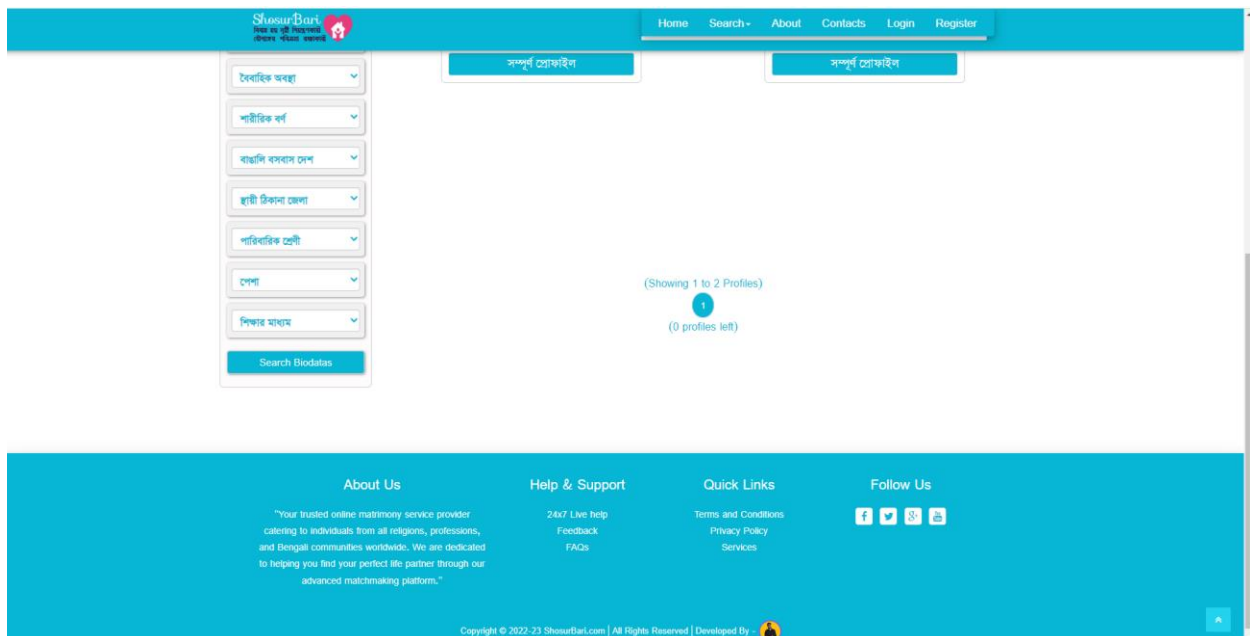 ShosurBari
Home Search About Contacts Login Register
সম্পূর্ণ প্রোফাইল সম্পূর্ণ প্রোফাইল
বৈবাহিক অবস্থা
শারীরিক বর্ণ
বাঙালি বসবাস দেশ
স্থায়ী ঠিকানা জেলা
পারিবারিক শ্রেণী
পেশা
শিক্ষার মাধ্যম
Search Biodatas
(Showing 1 to 2 Profiles)
1
(0 profiles left)
About Us
"Your trusted online matrimony service provider
catering to individuals from all religions, professions,
and Bengali communities worldwide. We are dedicated
to helping you find your perfect life partner through our
advanced matchmaking platform."
Help & Support
24x7 Live help
Feedback
FAQs
Quick Links
Terms and Conditions
Privacy Policy
Services
Follow Us
Copyright © 2022-23 ShosurBari.com | All Rights Reserved | Developed By -